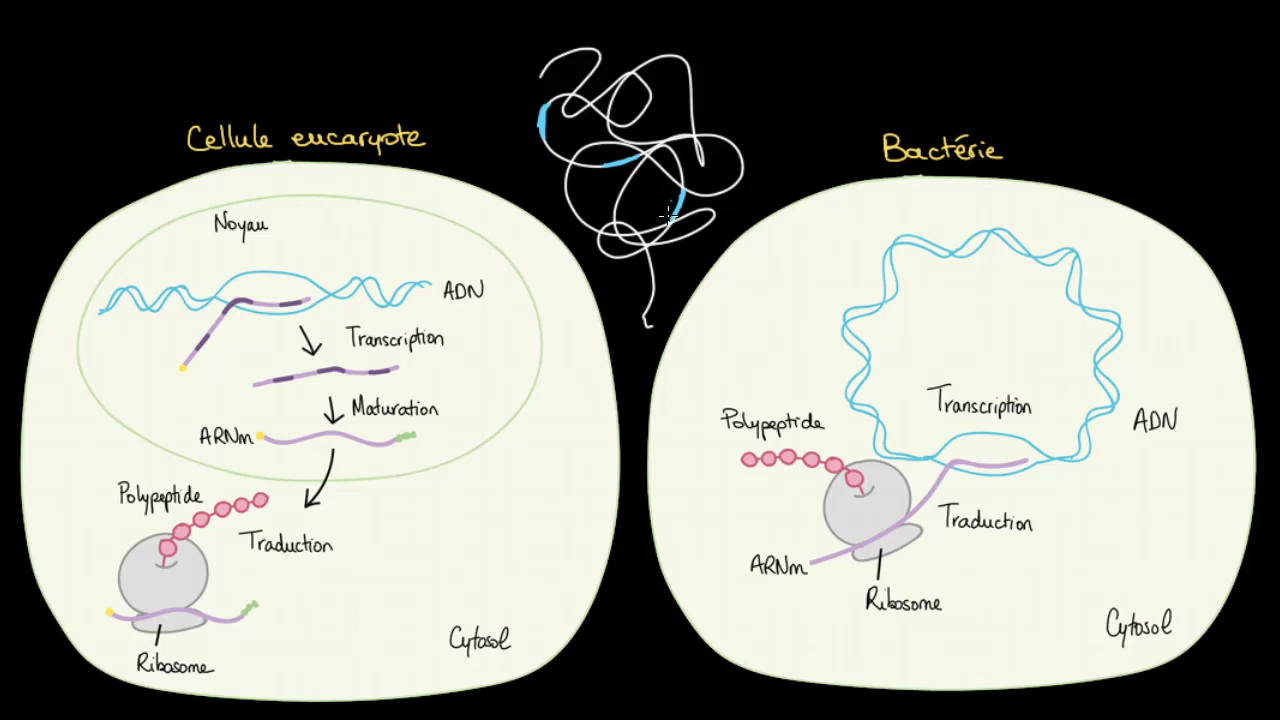 Cellule eucaryote
Noyau
ADN
Transcription
Maturation
ARNm
Polypeptide
Traduction
Ribosome
Cytosol
Bactérie
Transcription
ADN
Polypeptide
Traduction
ARNm
Ribosome
Cytosol